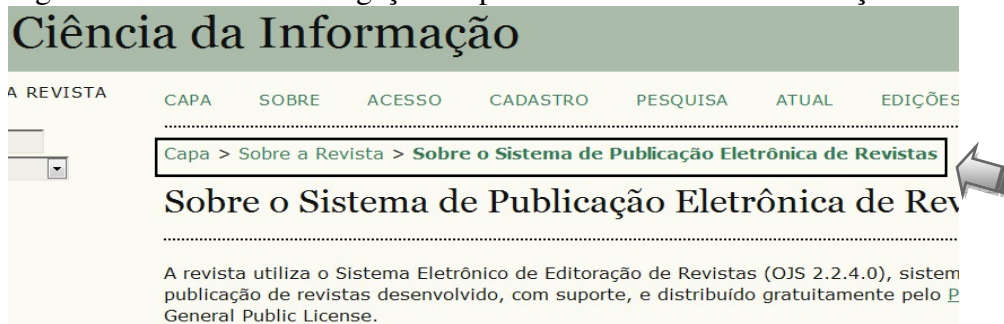 Ciência da Informação
A REVISTA
CAPA SOBRE ACESSO CADASTRO PESQUISA ATUAL EDIÇÕES
Capa > Sobre a Revista > Sobre o Sistema de Publicação Eletrônica de Revistas
Sobre o Sistema de Publicação Eletrônica de Rev
A revista utiliza o Sistema Eletrônico de Editoração de Revistas (OJS 2.2.4.0), sistem
publicação de revistas desenvolvido, com suporte, e distribuído gratuitamente pelo P
General Public License.